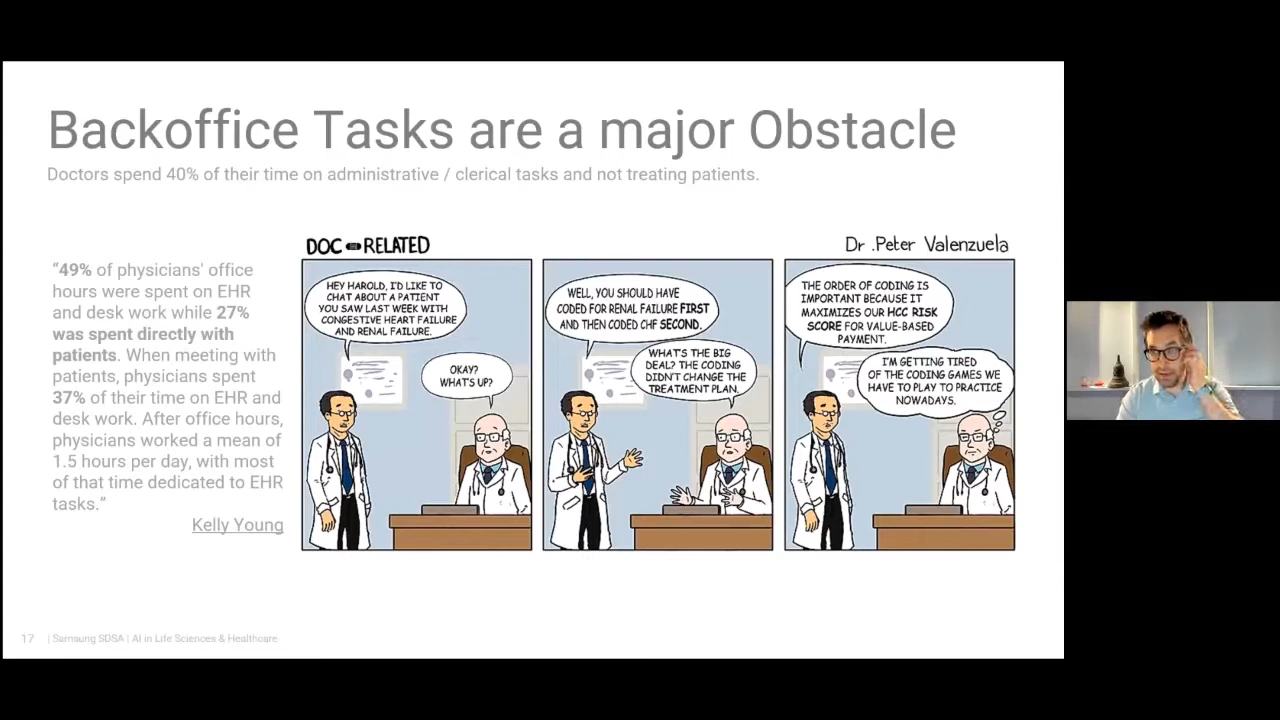 Backoffice Tasks are a major Obstacle
Doctors spend 40% of their time on administrative / clerical tasks and not treating patients.
“49% of physicians' office
hours were spent on EHR
and desk work while 27%
was spent directly with
patients. When meeting with
patients, physicians spent
37% of their time on EHR and
desk work. After office hours,
physicians worked a mean of
1.5 hours per day, with most
of that time dedicated to EHR
tasks.”
Kelly Young
DOC RELATED
Dr. Peter Valenzuela
HEY HAROLD, I'D LIKE TO
CHAT ABOUT A PATIENT
YOU SAW LAST WEEK WITH
CONGESTIVE HEART FAILURE
AND RENAL FAILURE.
OKAY?
WHAT'S UP?
WELL, YOU SHOULD HAVE
CODED FOR RENAL FAILURE FIRST
AND THEN CODED CHF SECOND.
WHAT'S THE BIG
DEAL? THE CODING
DIDN'T CHANGE THE
TREATMENT PLAN.
THE ORDER OF CODING IS
IMPORTANT BECAUSE IT
MAXIMIZES OUR HCC RISK
SCORE FOR VALUE-BASED
PAYMENT.
I'M GETTING TIRED
OF THE CODING GAMES WE
HAVE TO PLAY TO PRACTICE
NOWADAYS.
17 | Samsung SDSA | AI in Life Sciences & Healthcare